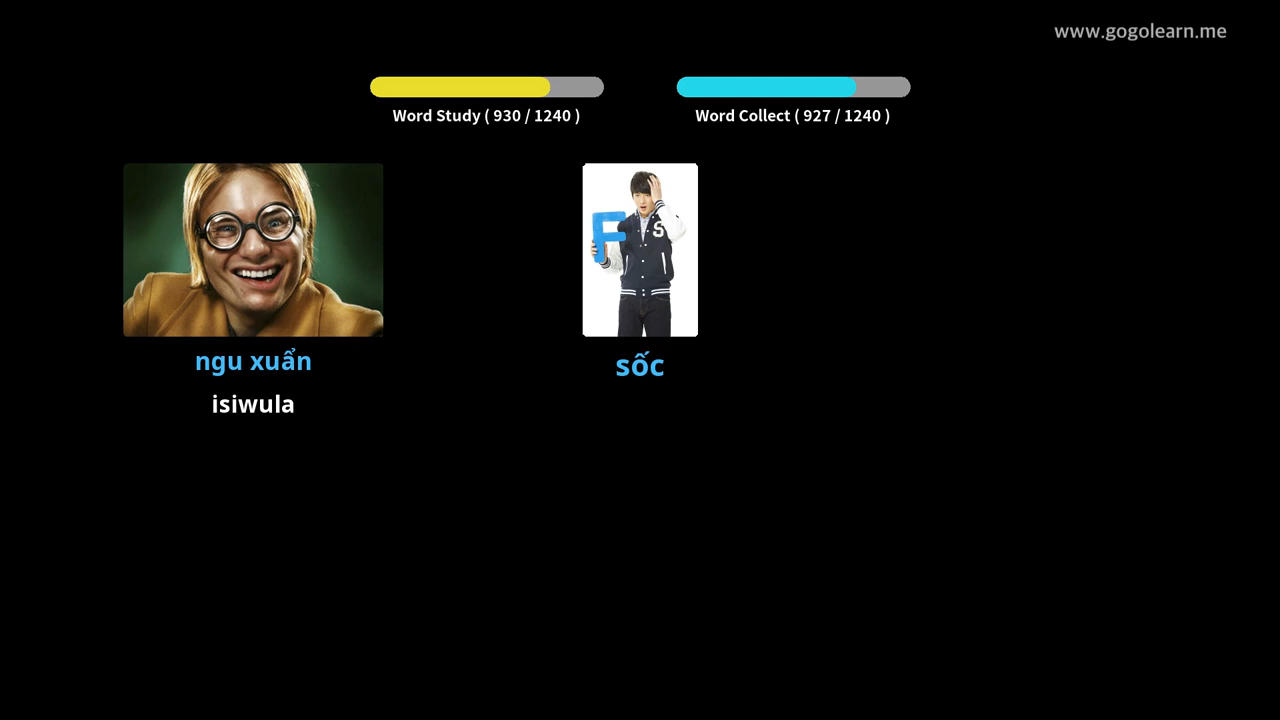 www.gogolearn.me
Word Study ( 930 / 1240 )
Word Collect ( 927 / 1240 )
F
S
ngu xuẩn
sốc
isiwula